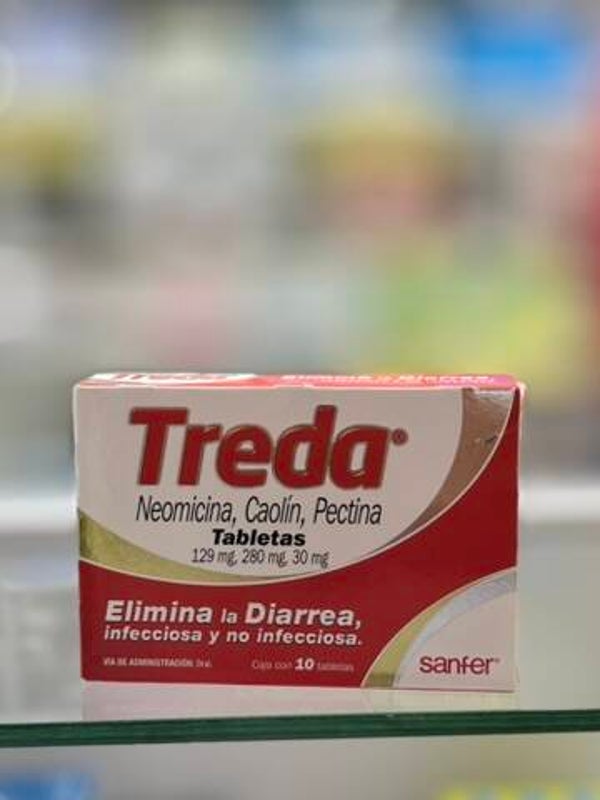 Treda®
Neomicina, Caolín, Pectina
Tabletas
129 mg, 280 mg, 30 mg
Elimina la Diarrea,
infecciosa y no infecciosa.
VÍA DE ADMINISTRACIÓN: Oral.
Caja con 10 tabletas
sanfer®